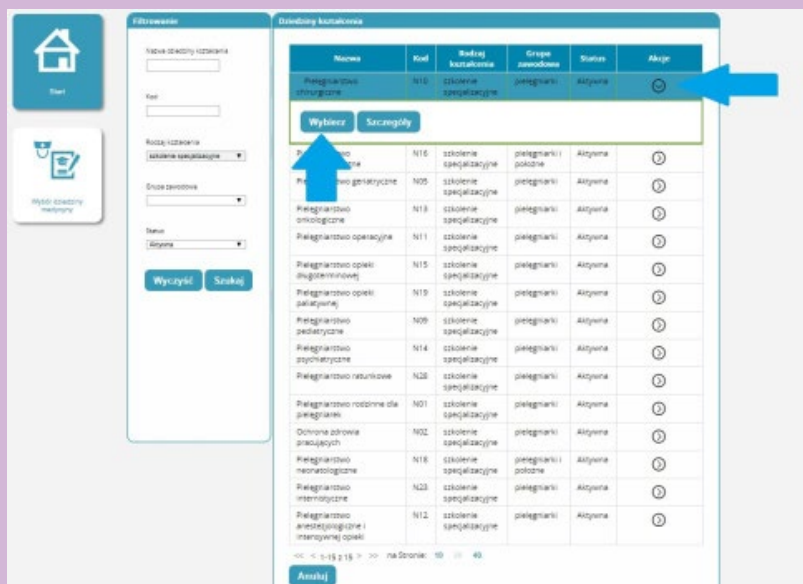 Start
Wybór dziedziny
medycyny
Filtrowanie
Nazwa dziedziny kształcenia
Kod
Rodzaj kształcenia
szkolenie specjalizacyjne
Grupa zawodowa
Status
Aktywna
Wyczyść Szukaj
Dziedziny kształcenia
Nazwa Kod Rodzaj kształcenia Grupa zawodowa Status Akcje
Pielęgniarstwo chirurgiczne N10 szkolenie specjalizacyjne pielęgniarki Aktywna
Wybierz Szczegóły
N16 szkolenie specjalizacyjne pielęgniarki i położne Aktywna
geriatryczne N05 szkolenie specjalizacyjne pielęgniarki Aktywna
Pielęgniarstwo onkologiczne N13 szkolenie specjalizacyjne pielęgniarki Aktywna
Pielęgniarstwo operacyjne N11 szkolenie specjalizacyjne pielęgniarki Aktywna
Pielęgniarstwo opieki długoterminowej N15 szkolenie specjalizacyjne pielęgniarki Aktywna
Pielęgniarstwo opieki paliatywnej N19 szkolenie specjalizacyjne pielęgniarki Aktywna
Pielęgniarstwo pediatryczne N09 szkolenie specjalizacyjne pielęgniarki Aktywna
Pielęgniarstwo psychiatryczne N14 szkolenie specjalizacyjne pielęgniarki Aktywna
Pielęgniarstwo ratunkowe N28 szkolenie specjalizacyjne pielęgniarki Aktywna
Pielęgniarstwo rodzinne dla pielęgniarek N01 szkolenie specjalizacyjne pielęgniarki Aktywna
Ochrona zdrowia pracujących N02 szkolenie specjalizacyjne pielęgniarki Aktywna
Pielęgniarstwo neonatologiczne N18 szkolenie specjalizacyjne pielęgniarki i położne Aktywna
Pielęgniarstwo internistyczne N23 szkolenie specjalizacyjne pielęgniarki Aktywna
Pielęgniarstwo anestezjologiczne i intensywnej opieki N12 szkolenie specjalizacyjne pielęgniarki Aktywna
<< < 1-15 z 15 > >> na Stronie: 10 40
Anuluj